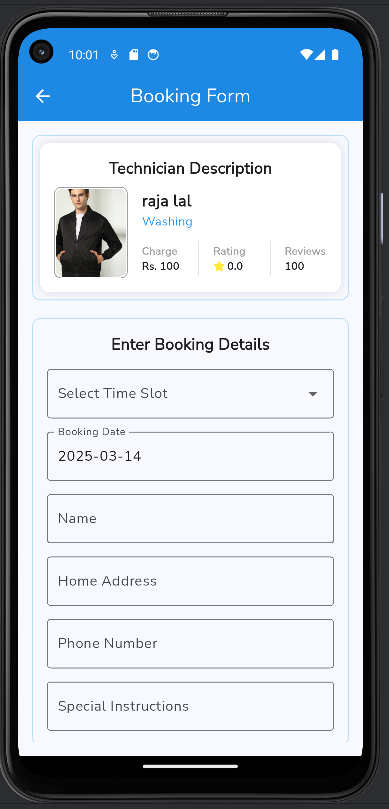 10:01
Booking Form
Technician Description
raja lal
Washing
Charge Rating Reviews
Rs. 100 0.0 100
Enter Booking Details
Select Time Slot
Booking Date
2025-03-14
Name
Home Address
Phone Number
Special Instructions